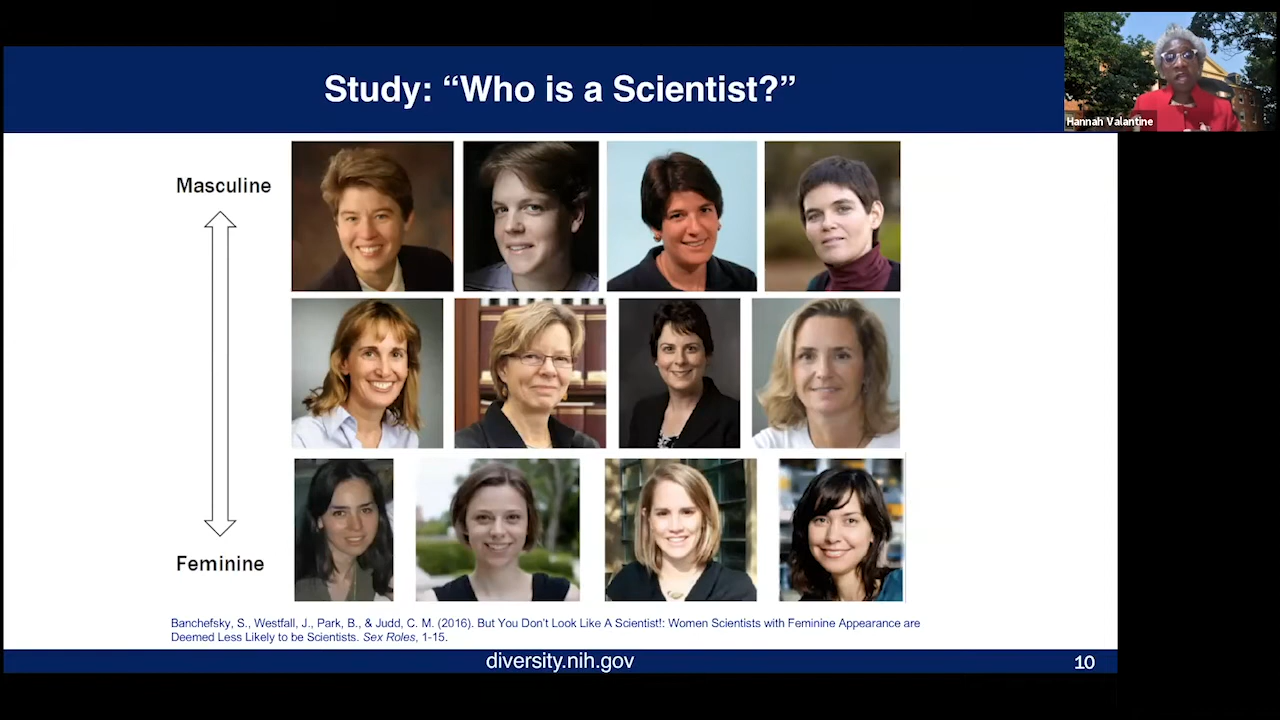 Study: “Who is a Scientist?”
Hannah Valantine
Masculine
Feminine
Banchefsky, S., Westfall, J., Park, B., & Judd, C. M. (2016). But You Don’t Look Like A Scientist!: Women Scientists with Feminine Appearance are
Deemed Less Likely to be Scientists. Sex Roles, 1-15.
diversity.nih.gov
10